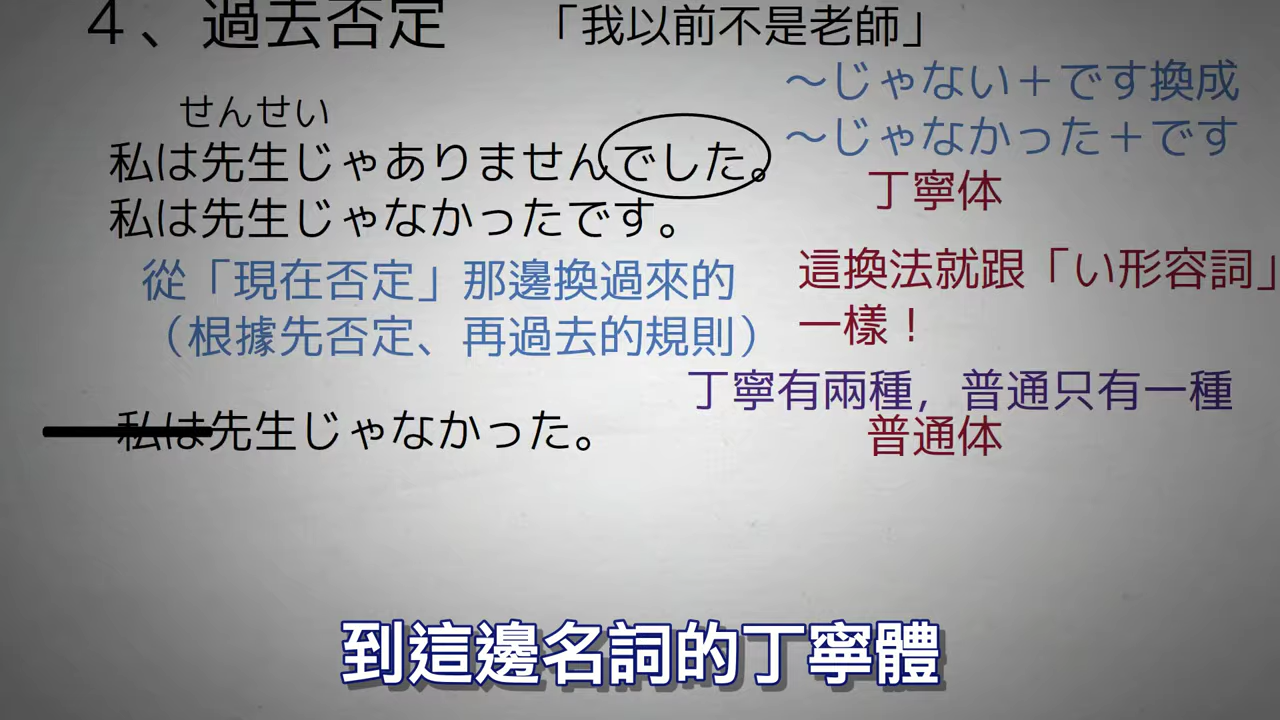 ４、過去否定 「我以前不是老師」
せんせい
私は先生じゃありませんでした。
私は先生じゃなかったです。
～じゃない＋です換成
～じゃなかった＋です
丁寧体
從「現在否定」那邊換過來的
（根據先否定、再過去的規則）
這換法就跟「い形容詞」
一樣！
丁寧有兩種，普通只有一種
普通体
私は先生じゃなかった。
到這邊名詞的丁寧體